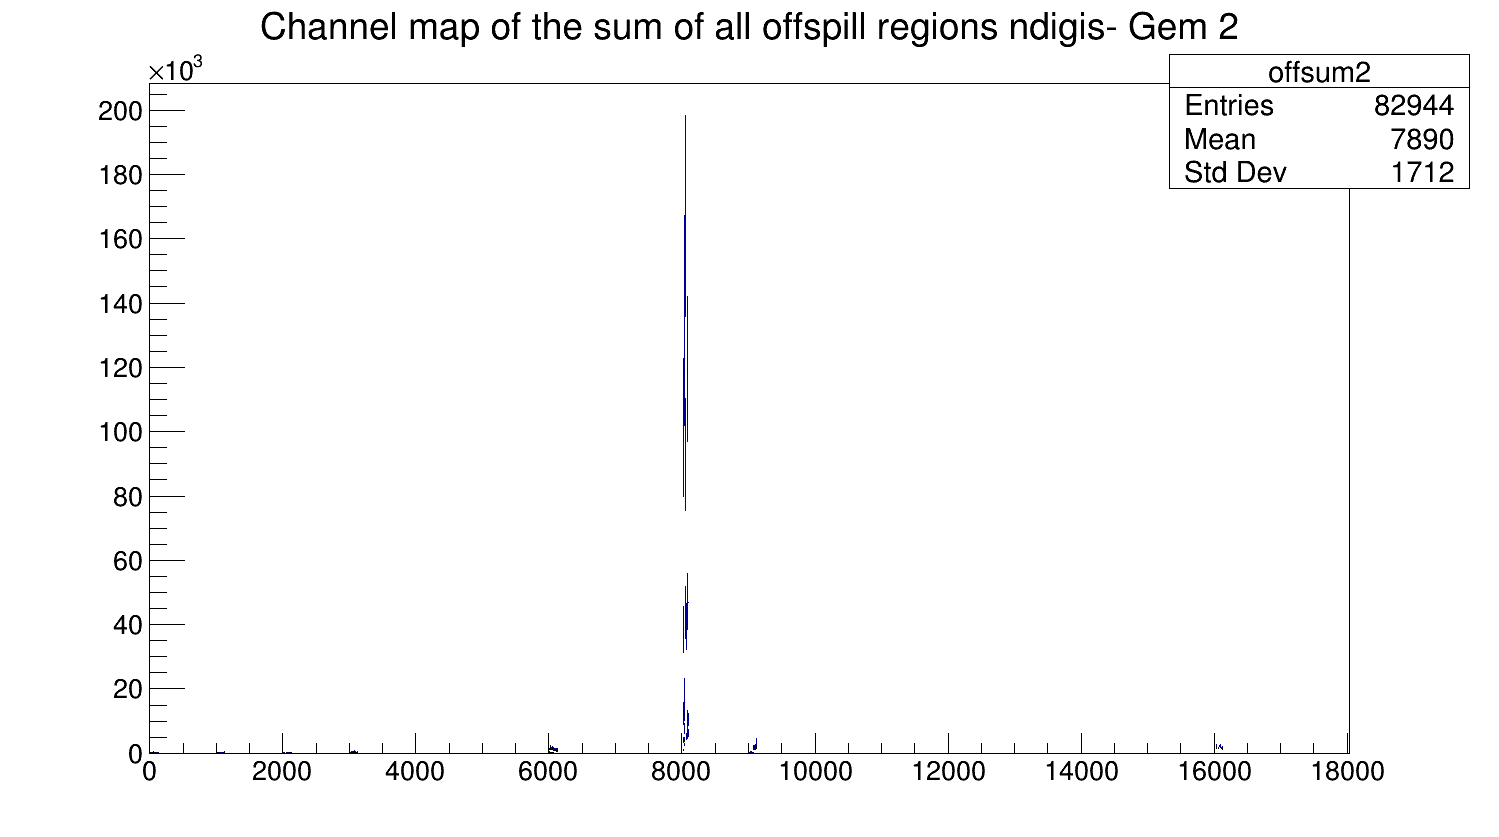 Channel map of the sum of all offspill regions ndigis- Gem 2
×10³
offsum2
Entries 82944
Mean 7890
Std Dev 1712
200
180
160
140
120
100
80
60
40
20
0
0 2000 4000 6000 8000 10000 12000 14000 16000 18000